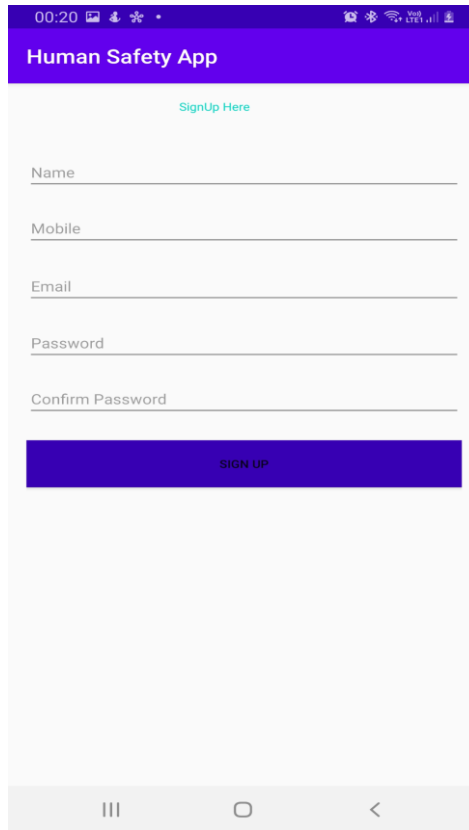 00:20
Human Safety App
SignUp Here
Name
Mobile
Email
Password
Confirm Password
SIGN UP